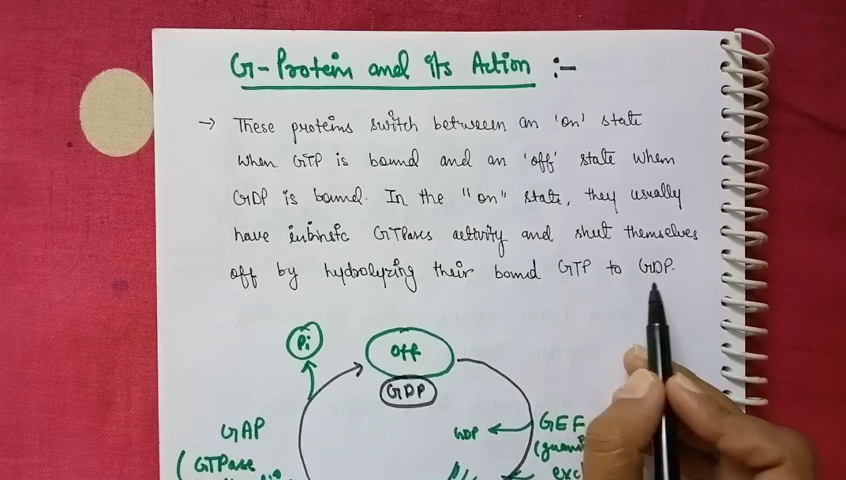 G-Protein and its Action :-
→ These proteins switch between an 'on' state
when GTP is bound and an 'off' state when
GDP is bound. In the "on" state, they usually
have intrinsic GTPases activity and shut themselves
off by hydrolyzing their bound GTP to GDP.
Pi
Off
GDP
GAP
(GTPase
GDP
GEF